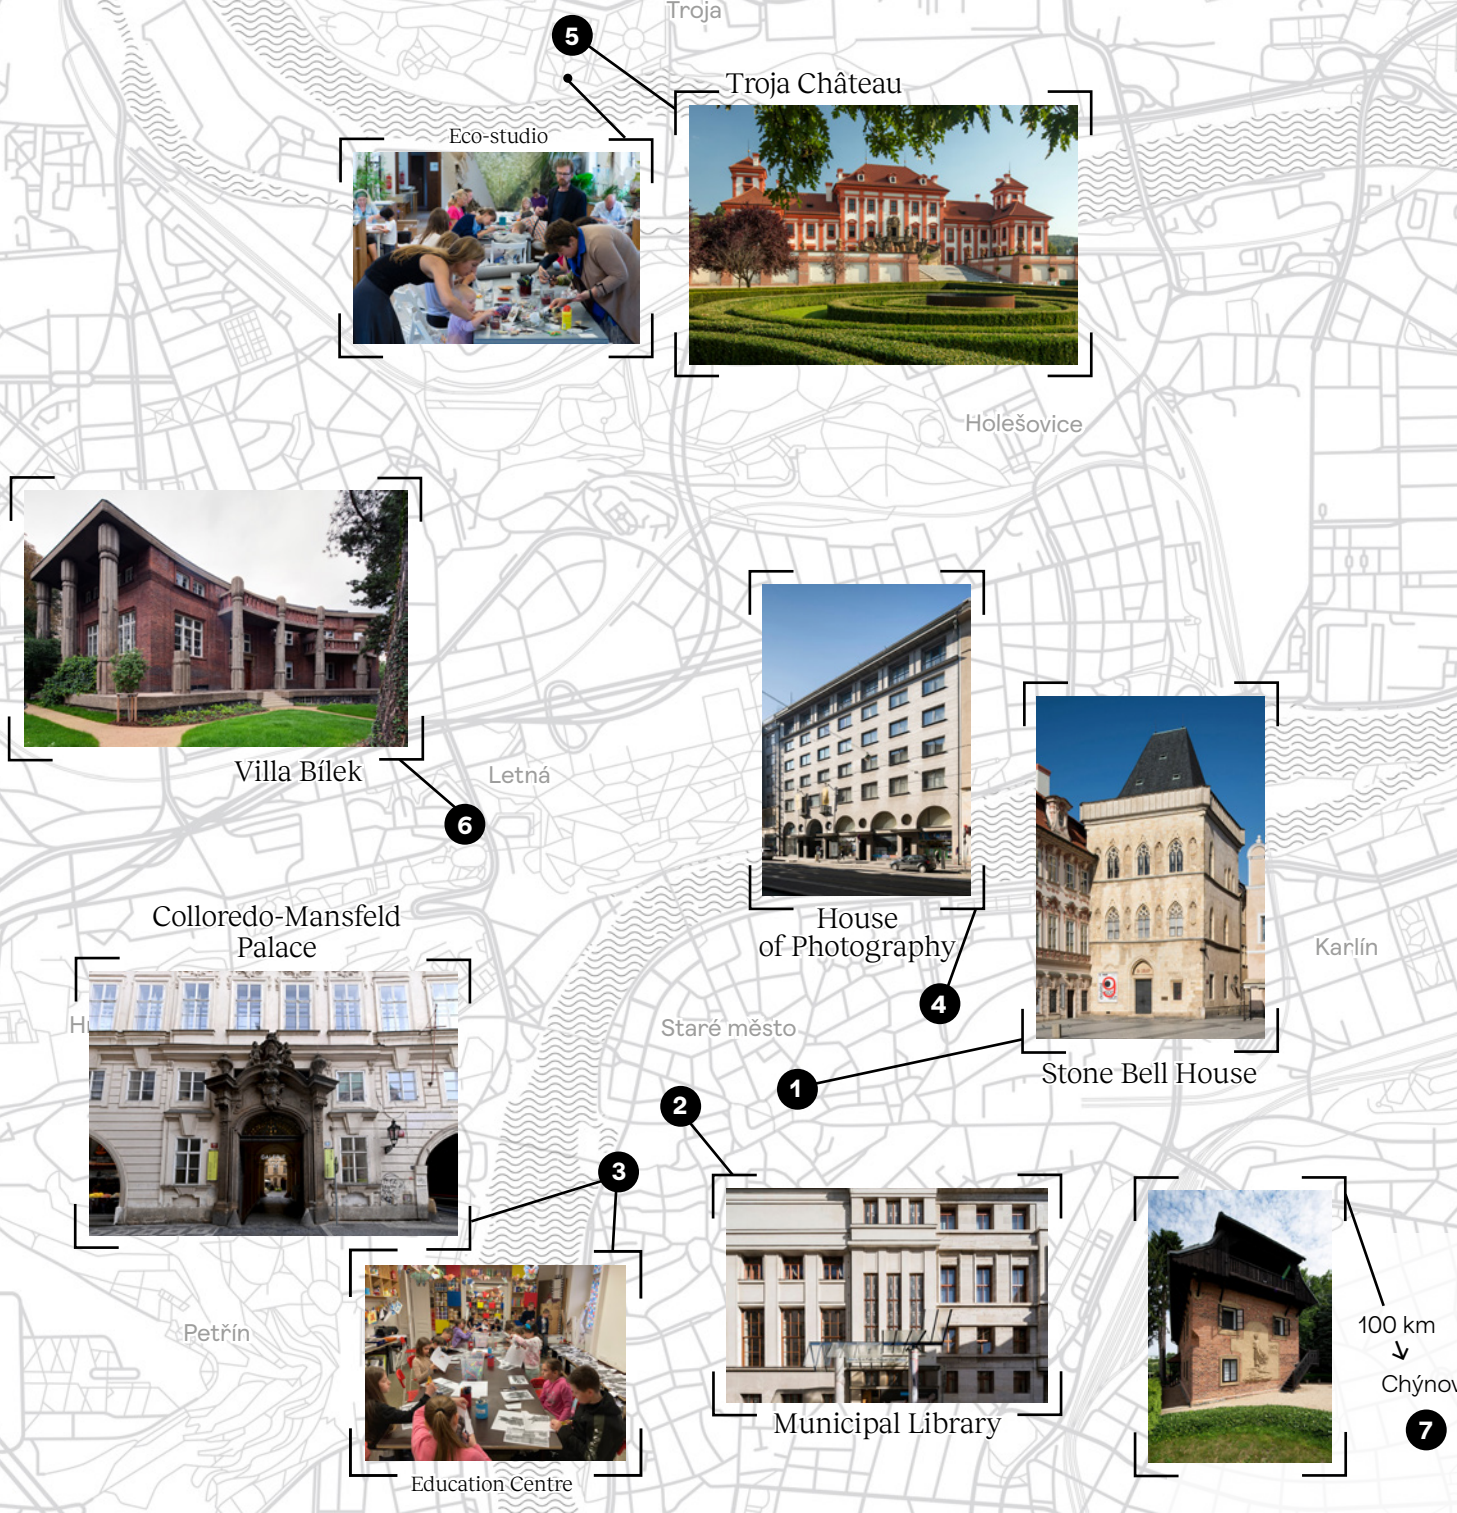 Troja
5
Troja Château
Eco-studio
Holešovice
Villa Bílek
Letná
6
House
of Photography
4
Stone Bell House
Karlín
Colloredo-Mansfeld
Palace
Staré město
1
2
3
Municipal Library
Petřín
Education Centre
100 km
Chýnov
7